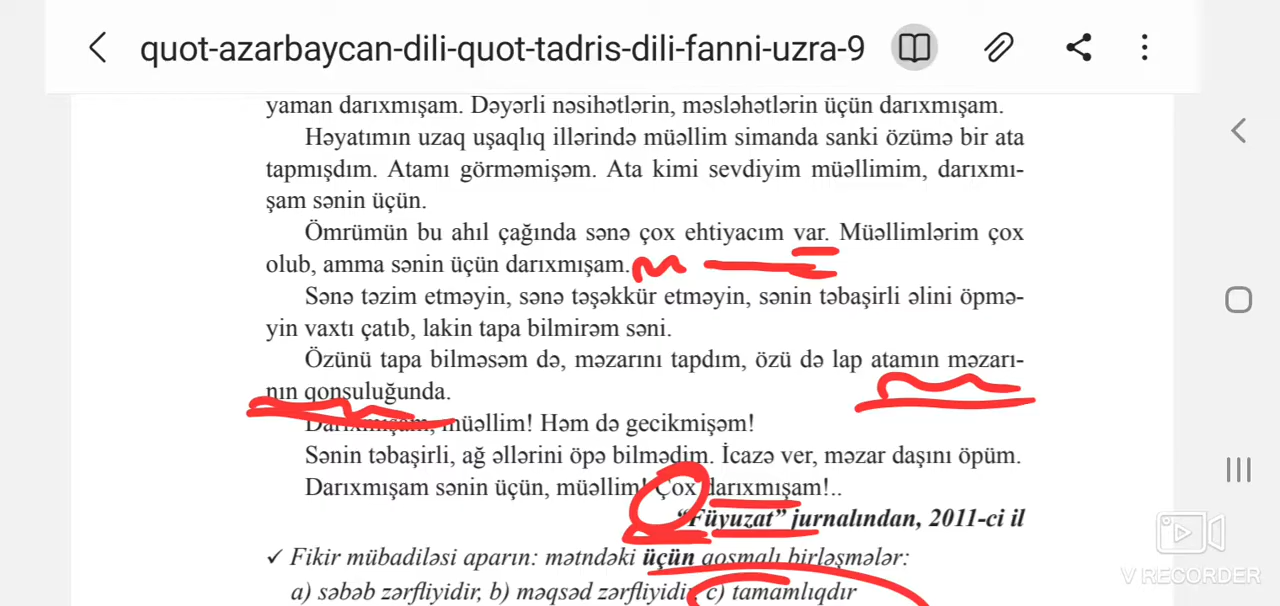 quot-azarbaycan-dili-quot-tadris-dili-fanni-uzra-9
yaman darıxmışam. Dəyərli nəsihətlərin, məsləhətlərin üçün darıxmışam.
Həyatımın uzaq uşaqlıq illərində müəllim simanda sanki özümə bir ata
tapmışdım. Atamı görməmişəm. Ata kimi sevdiyim müəllimim, darıxmı-
şam sənin üçün.
Ömrümün bu ahıl çağında sənə çox ehtiyacım var. Müəllimlərim çox
olub, amma sənin üçün darıxmışam.
Sənə təzim etməyin, sənə təşəkkür etməyin, sənin təbaşirli əlini öpmə-
yin vaxtı çatıb, lakin tapa bilmirəm səni.
Özünü tapa bilməsəm də, məzarını tapdım, özü də lap atamın məzarı-
nın qonşuluğunda.
Darıxmışam, müəllim! Həm də gecikmişəm!
Sənin təbaşirli, ağ əllərini öpə bilmədim. İcazə ver, məzar daşını öpüm.
Darıxmışam sənin üçün, müəllim! Çox darıxmışam!..
“Füyuzat” jurnalından, 2011-ci il
✓ Fikir mübadiləsi aparın: mətndəki üçün qoşmalı birləşmələr:
a) səbəb zərfliyidir, b) məqsəd zərfliyidir, c) tamamlıqdır
V RECORDER